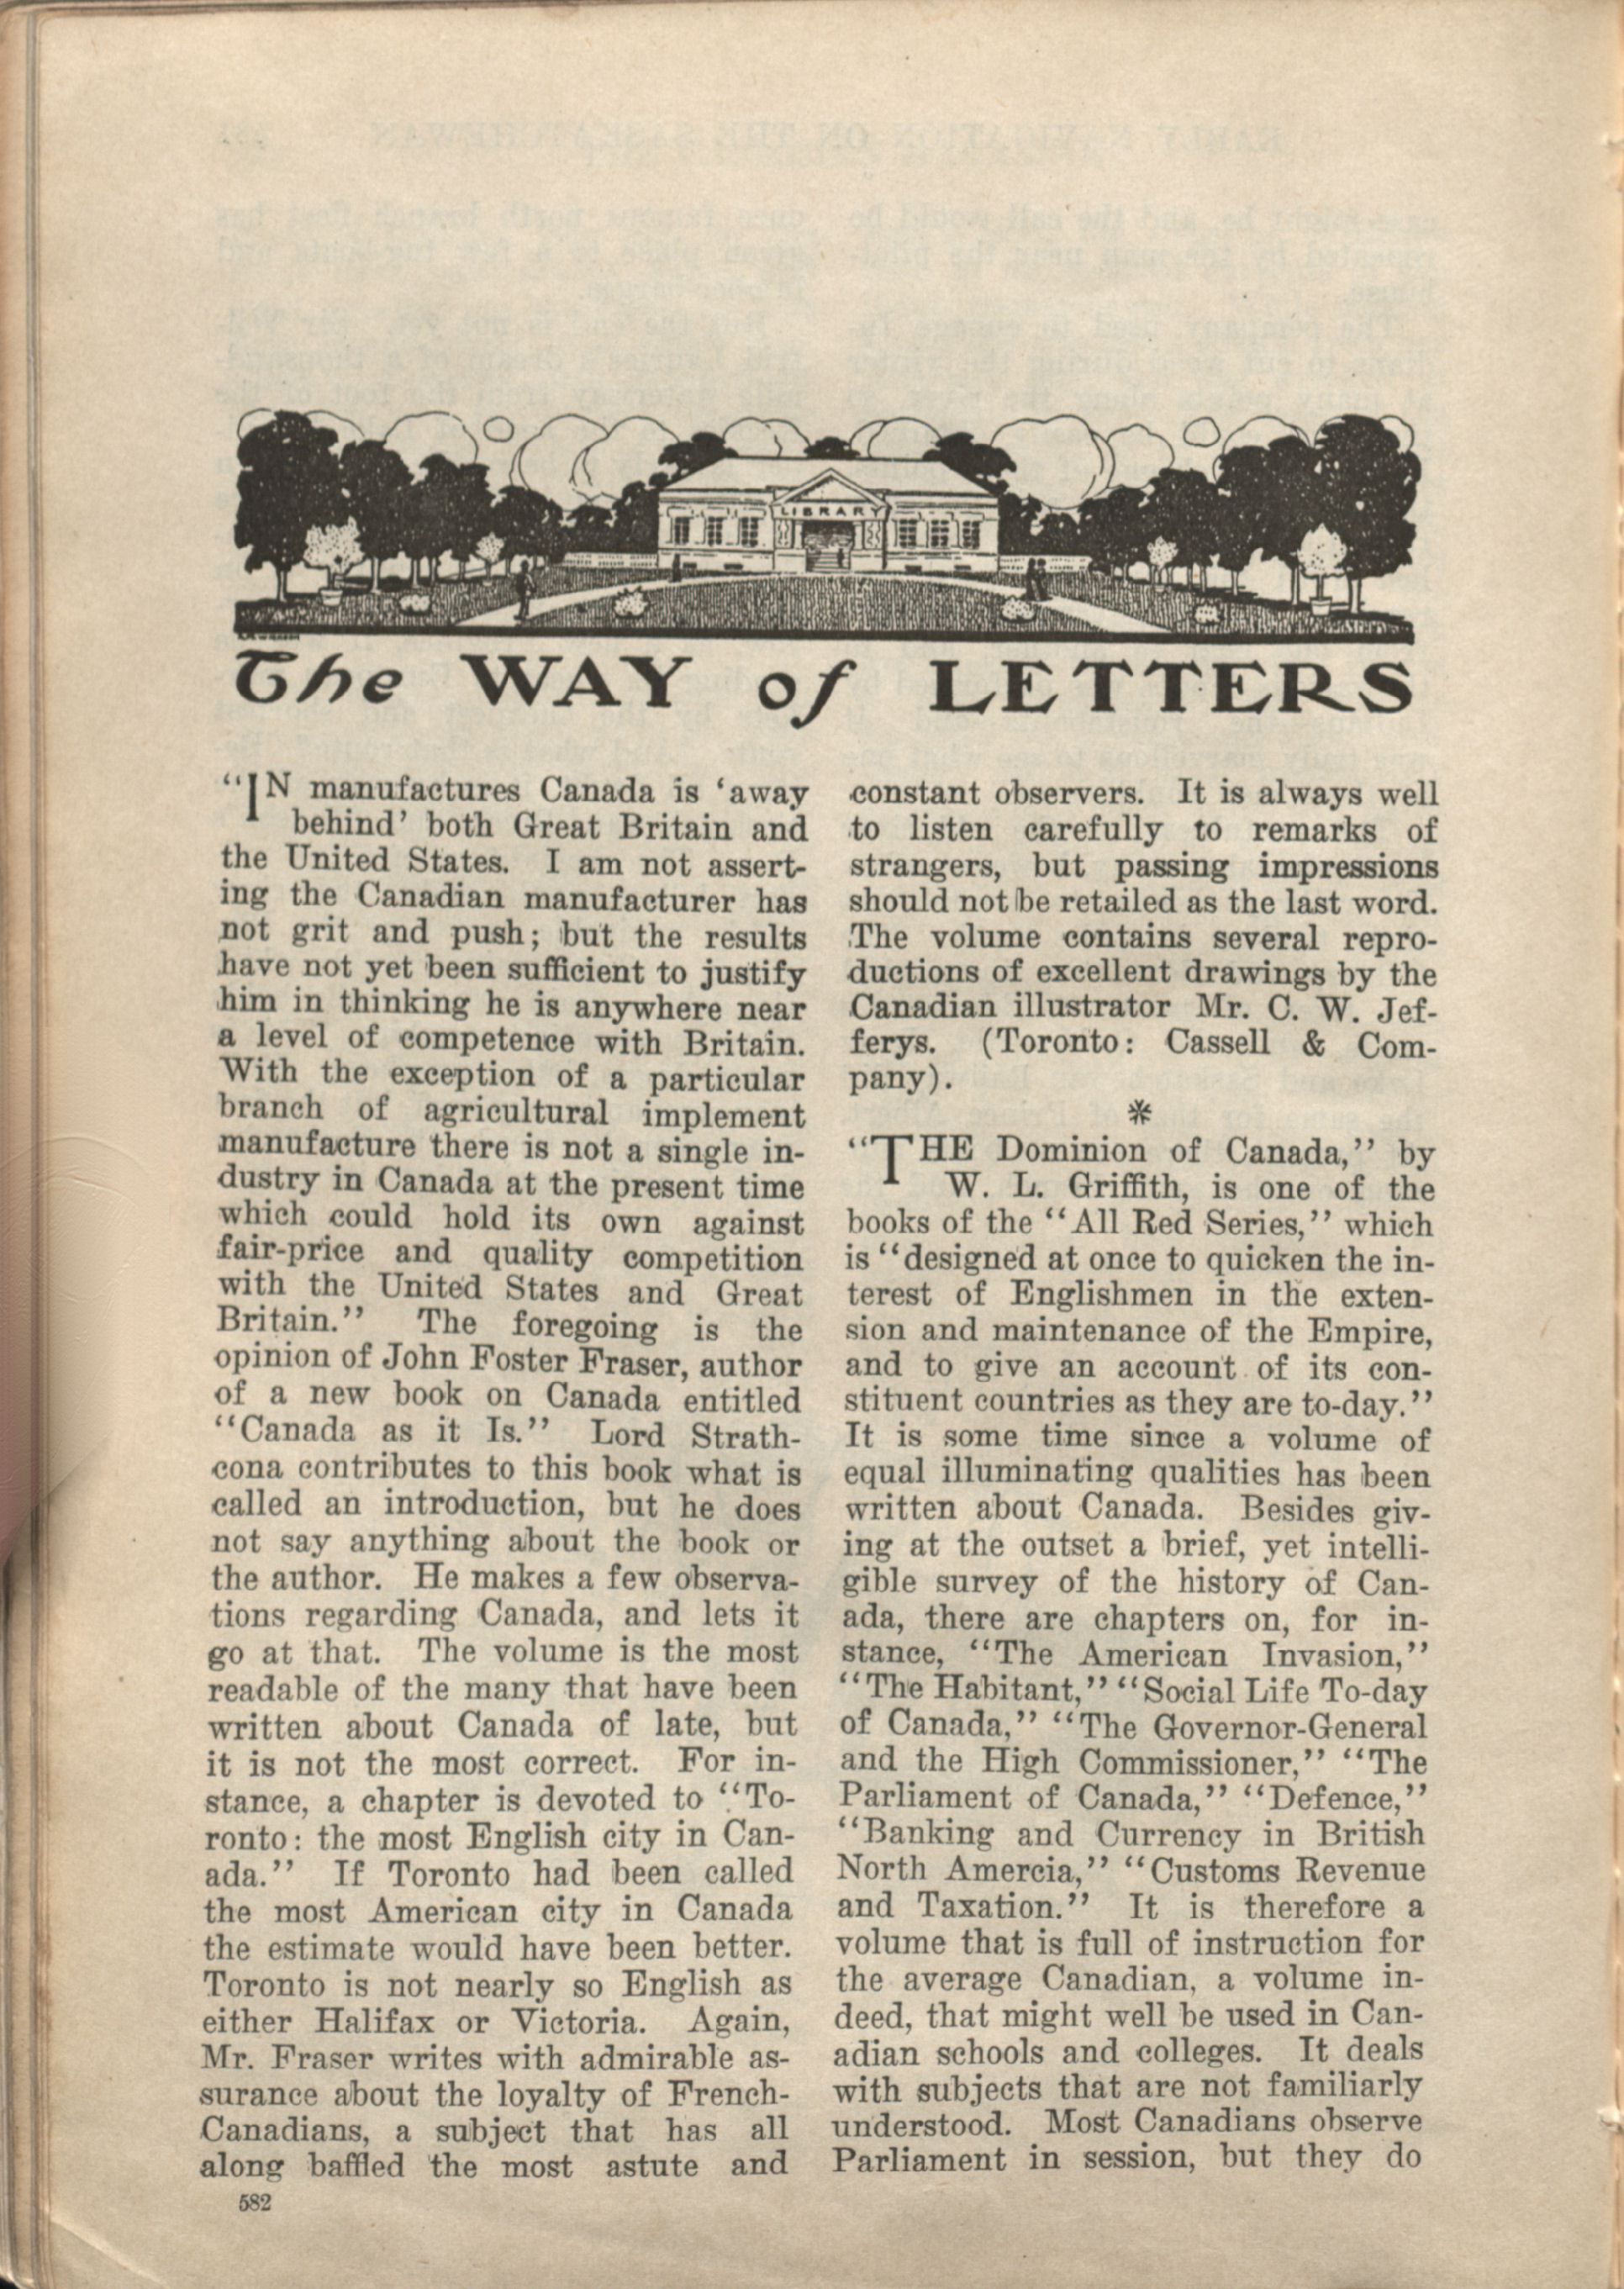 LIBRARY
The WAY of LETTERS
“IN manufactures Canada is ‘away
behind’ both Great Britain and
the United States. I am not assert-
ing the Canadian manufacturer has
not grit and push; but the results
have not yet been sufficient to justify
him in thinking he is anywhere near
a level of competence with Britain.
With the exception of a particular
branch of agricultural implement
manufacture there is not a single in-
dustry in Canada at the present time
which could hold its own against
fair-price and quality competition
with the United States and Great
Britain.” The foregoing is the
opinion of John Foster Fraser, author
of a new book on Canada entitled
“Canada as it Is.” Lord Strath-
cona contributes to this book what is
called an introduction, but he does
not say anything about the book or
the author. He makes a few observa-
tions regarding Canada, and lets it
go at that. The volume is the most
readable of the many that have been
written about Canada of late, but
it is not the most correct. For in-
stance, a chapter is devoted to “To-
ronto: the most English city in Can-
ada.” If Toronto had been called
the most American city in Canada
the estimate would have been better.
Toronto is not nearly so English as
either Halifax or Victoria. Again,
Mr. Fraser writes with admirable as-
surance about the loyalty of French-
Canadians, a subject that has all
along baffled the most astute and
constant observers. It is always well
to listen carefully to remarks of
strangers, but passing impressions
should not be retailed as the last word.
The volume contains several repro-
ductions of excellent drawings by the
Canadian illustrator Mr. C. W. Jef-
ferys. (Toronto: Cassell & Com-
pany).
*
“THE Dominion of Canada,” by
W. L. Griffith, is one of the
books of the “All Red Series,” which
is “designed at once to quicken the in-
terest of Englishmen in the exten-
sion and maintenance of the Empire,
and to give an account of its con-
stituent countries as they are to-day.”
It is some time since a volume of
equal illuminating qualities has been
written about Canada. Besides giv-
ing at the outset a brief, yet intelli-
gible survey of the history of Can-
ada, there are chapters on, for in-
stance, “The American Invasion,”
“The Habitant,” “Social Life To-day
of Canada,” “The Governor-General
and the High Commissioner,” “The
Parliament of Canada,” “Defence,”
“Banking and Currency in British
North Amercia,” “Customs Revenue
and Taxation.” It is therefore a
volume that is full of instruction for
the average Canadian, a volume in-
deed, that might well be used in Can-
adian schools and colleges. It deals
with subjects that are not familiarly
understood. Most Canadians observe
Parliament in session, but they do
582